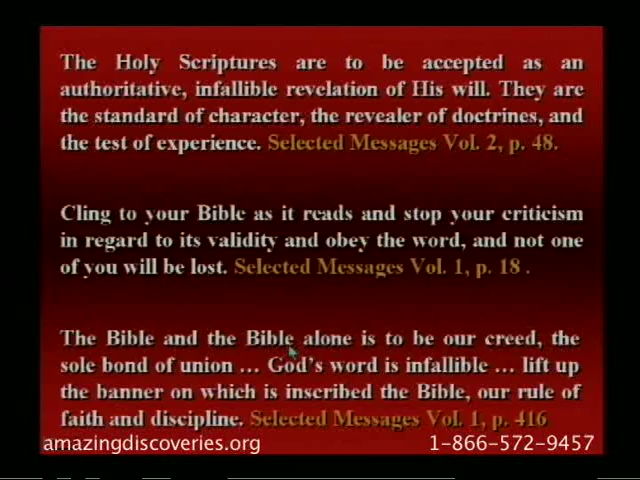 The Holy Scriptures are to be accepted as an
authoritative, infallible revelation of His will. They are
the standard of character, the revealer of doctrines, and
the test of experience. Selected Messages Vol. 2, p. 48.
Cling to your Bible as it reads and stop your criticism
in regard to its validity and obey the word, and not one
of you will be lost. Selected Messages Vol. 1, p. 18 .
The Bible and the Bible alone is to be our creed, the
sole bond of union ... God's word is infallible ... lift up
the banner on which is inscribed the Bible, our rule of
faith and discipline. Selected Messages Vol. 1, p. 416
amazingdiscoveries.org 1-866-572-9457